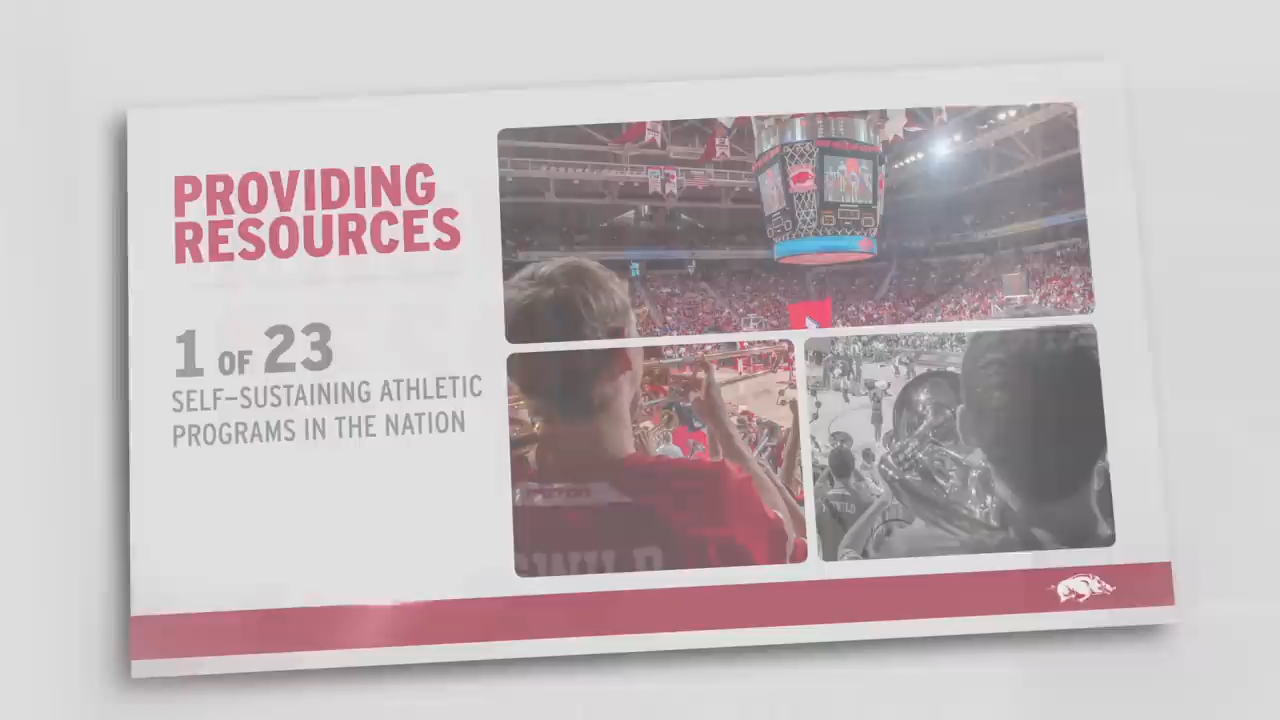 PROVIDING
RESOURCES
1 OF 23
SELF-SUSTAINING ATHLETIC
PROGRAMS IN THE NATION